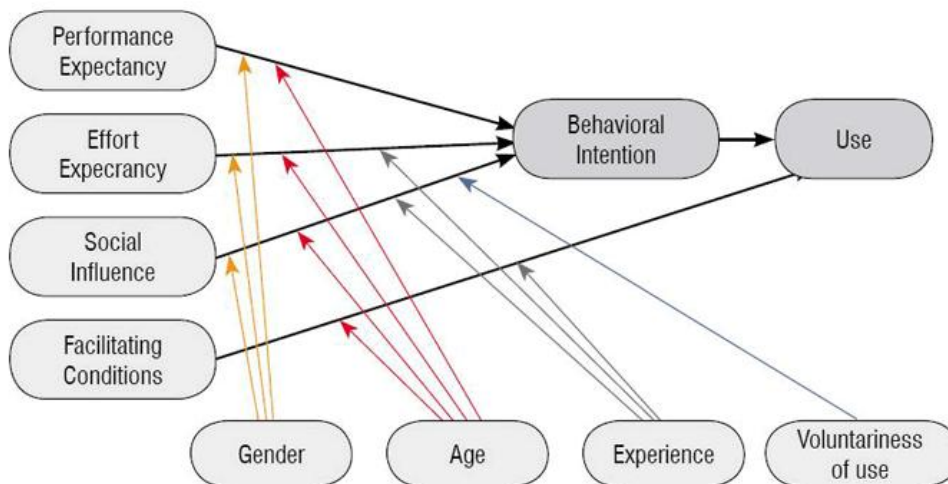 Performance
Expectancy
Effort
Expecrancy
Social
Influence
Facilitating
Conditions
Behavioral
Intention
Use
Gender
Age
Experience
Voluntariness
of use